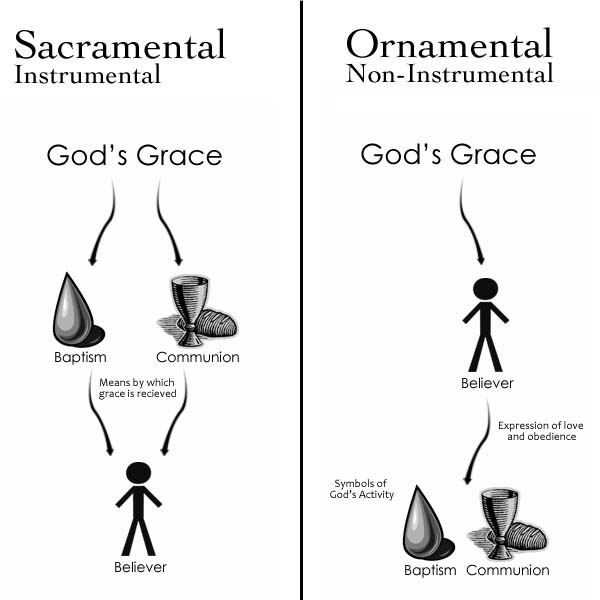 Sacramental
Instrumental
God's Grace
Baptism
Communion
Means by which
grace is recieved
Believer
Ornamental
Non-Instrumental
God's Grace
Believer
Expression of love
and obedience
Symbols of
God's Activity
Baptism
Communion